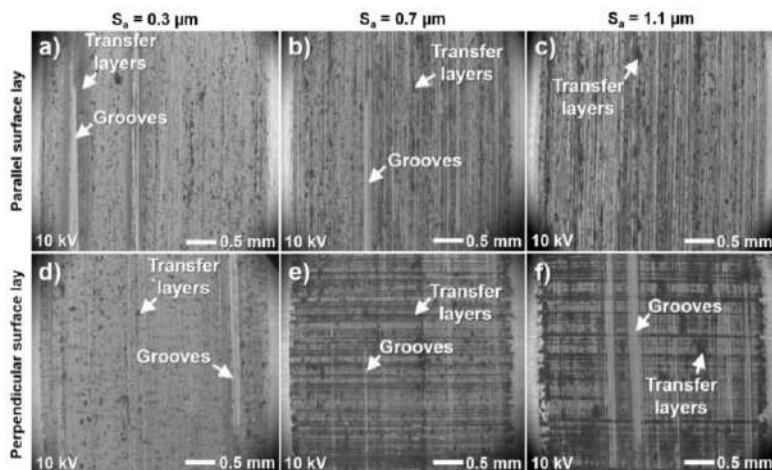 Sa = 0.3 µm
Sa = 0.7 µm
Sa = 1.1 µm
Parallel surface lay
a)
Transfer
layers
Grooves
10 kV
0.5 mm
b)
Transfer
layers
Grooves
10 kV
0.5 mm
c)
Transfer
layers
10 kV
0.5 mm
Perpendicular surface lay
d)
Transfer
layers
Grooves
10 kV
0.5 mm
e)
Transfer
layers
Grooves
10 kV
0.5 mm
f)
Grooves
Transfer
layers
10 kV
0.5 mm